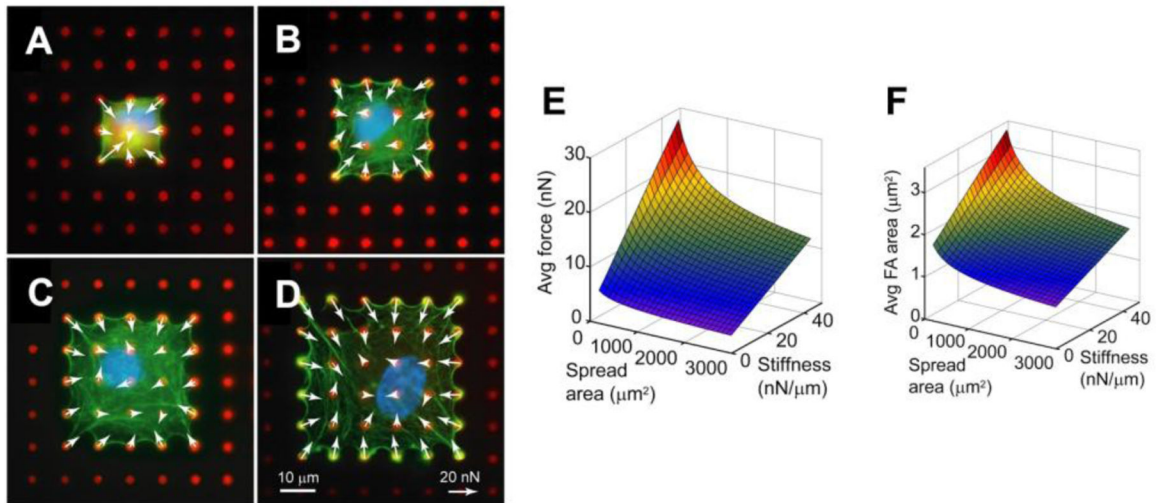 A
B
C
D
10 μm
20 nN
E
Avg force (nN)
30
20
10
0
0
1000
2000
3000
Spread
area (μm²)
0
20
40
Stiffness
(nN/μm)
F
Avg FA area (μm²)
3
2
1
0
0
1000
2000
3000
Spread
area (μm²)
0
20
40
Stiffness
(nN/μm)